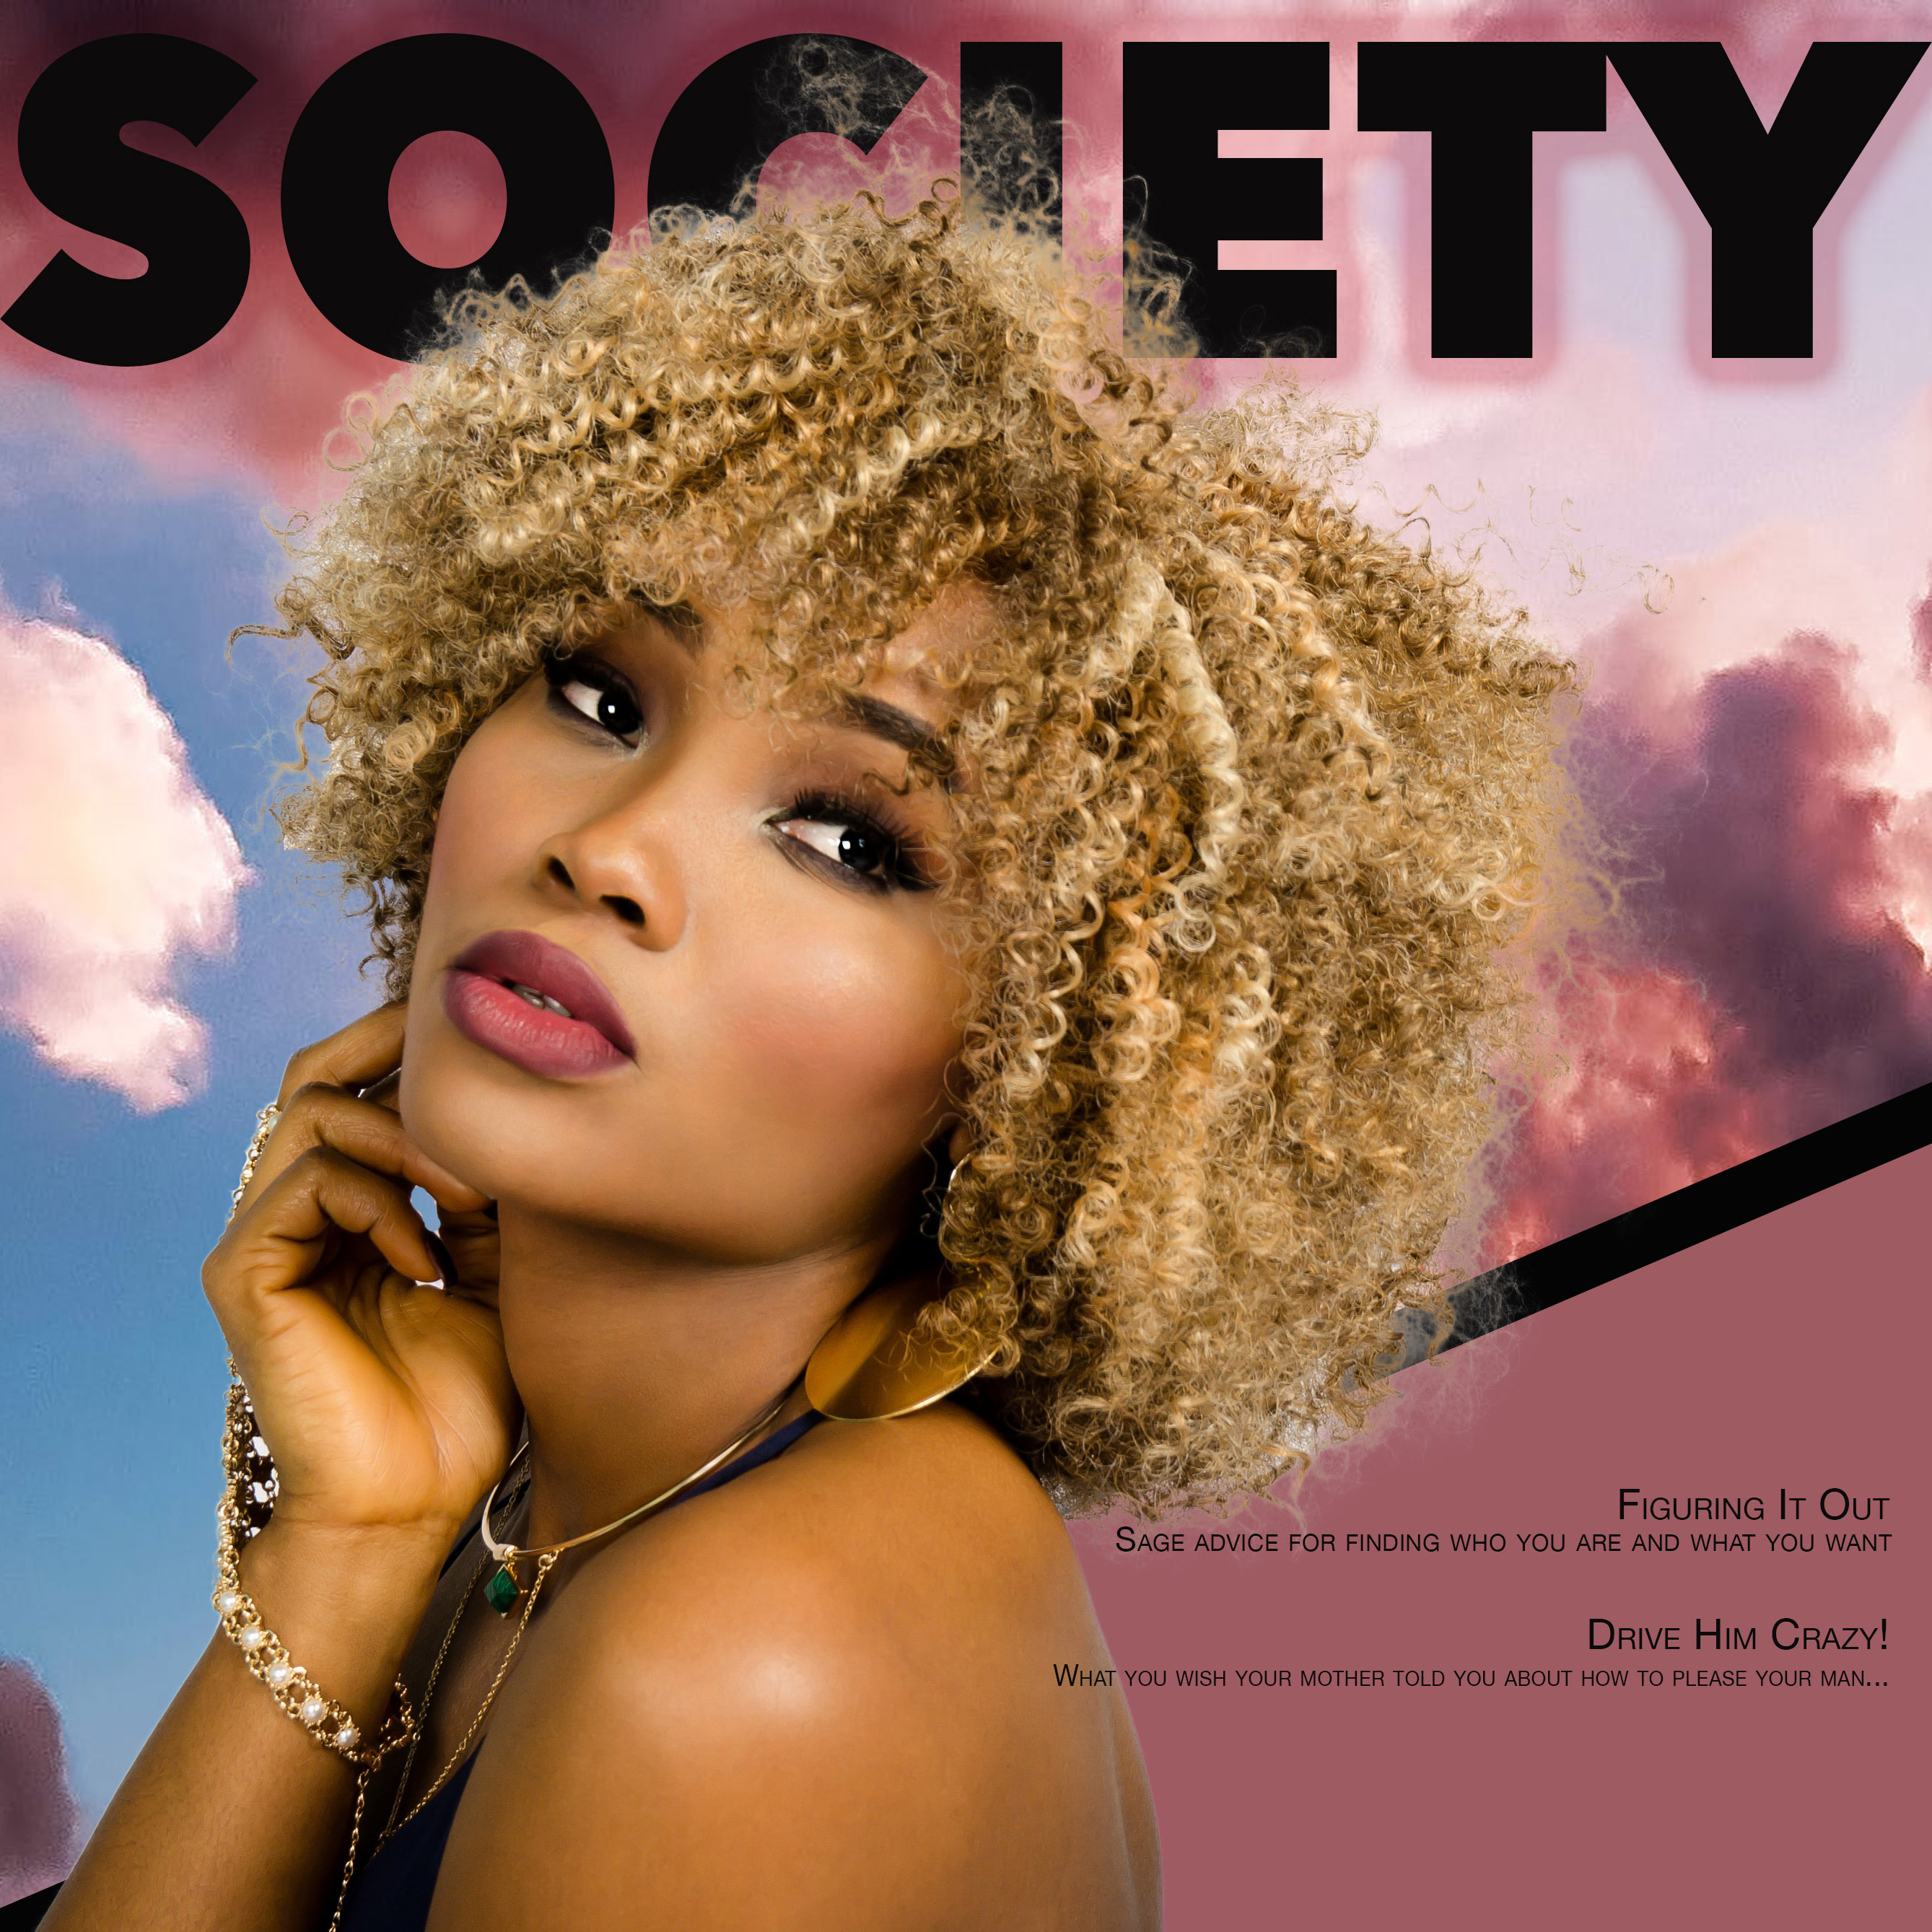 SOCIETY
Figuring It Out
Sage advice for finding who you are and what you want
Drive Him Crazy!
What you wish your mother told you about how to please your man...